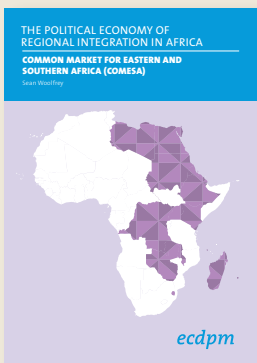 THE POLITICAL ECONOMY OF
REGIONAL INTEGRATION IN AFRICA
COMMON MARKET FOR EASTERN AND
SOUTHERN AFRICA (COMESA)
Sean Woolfrey
ecdpm